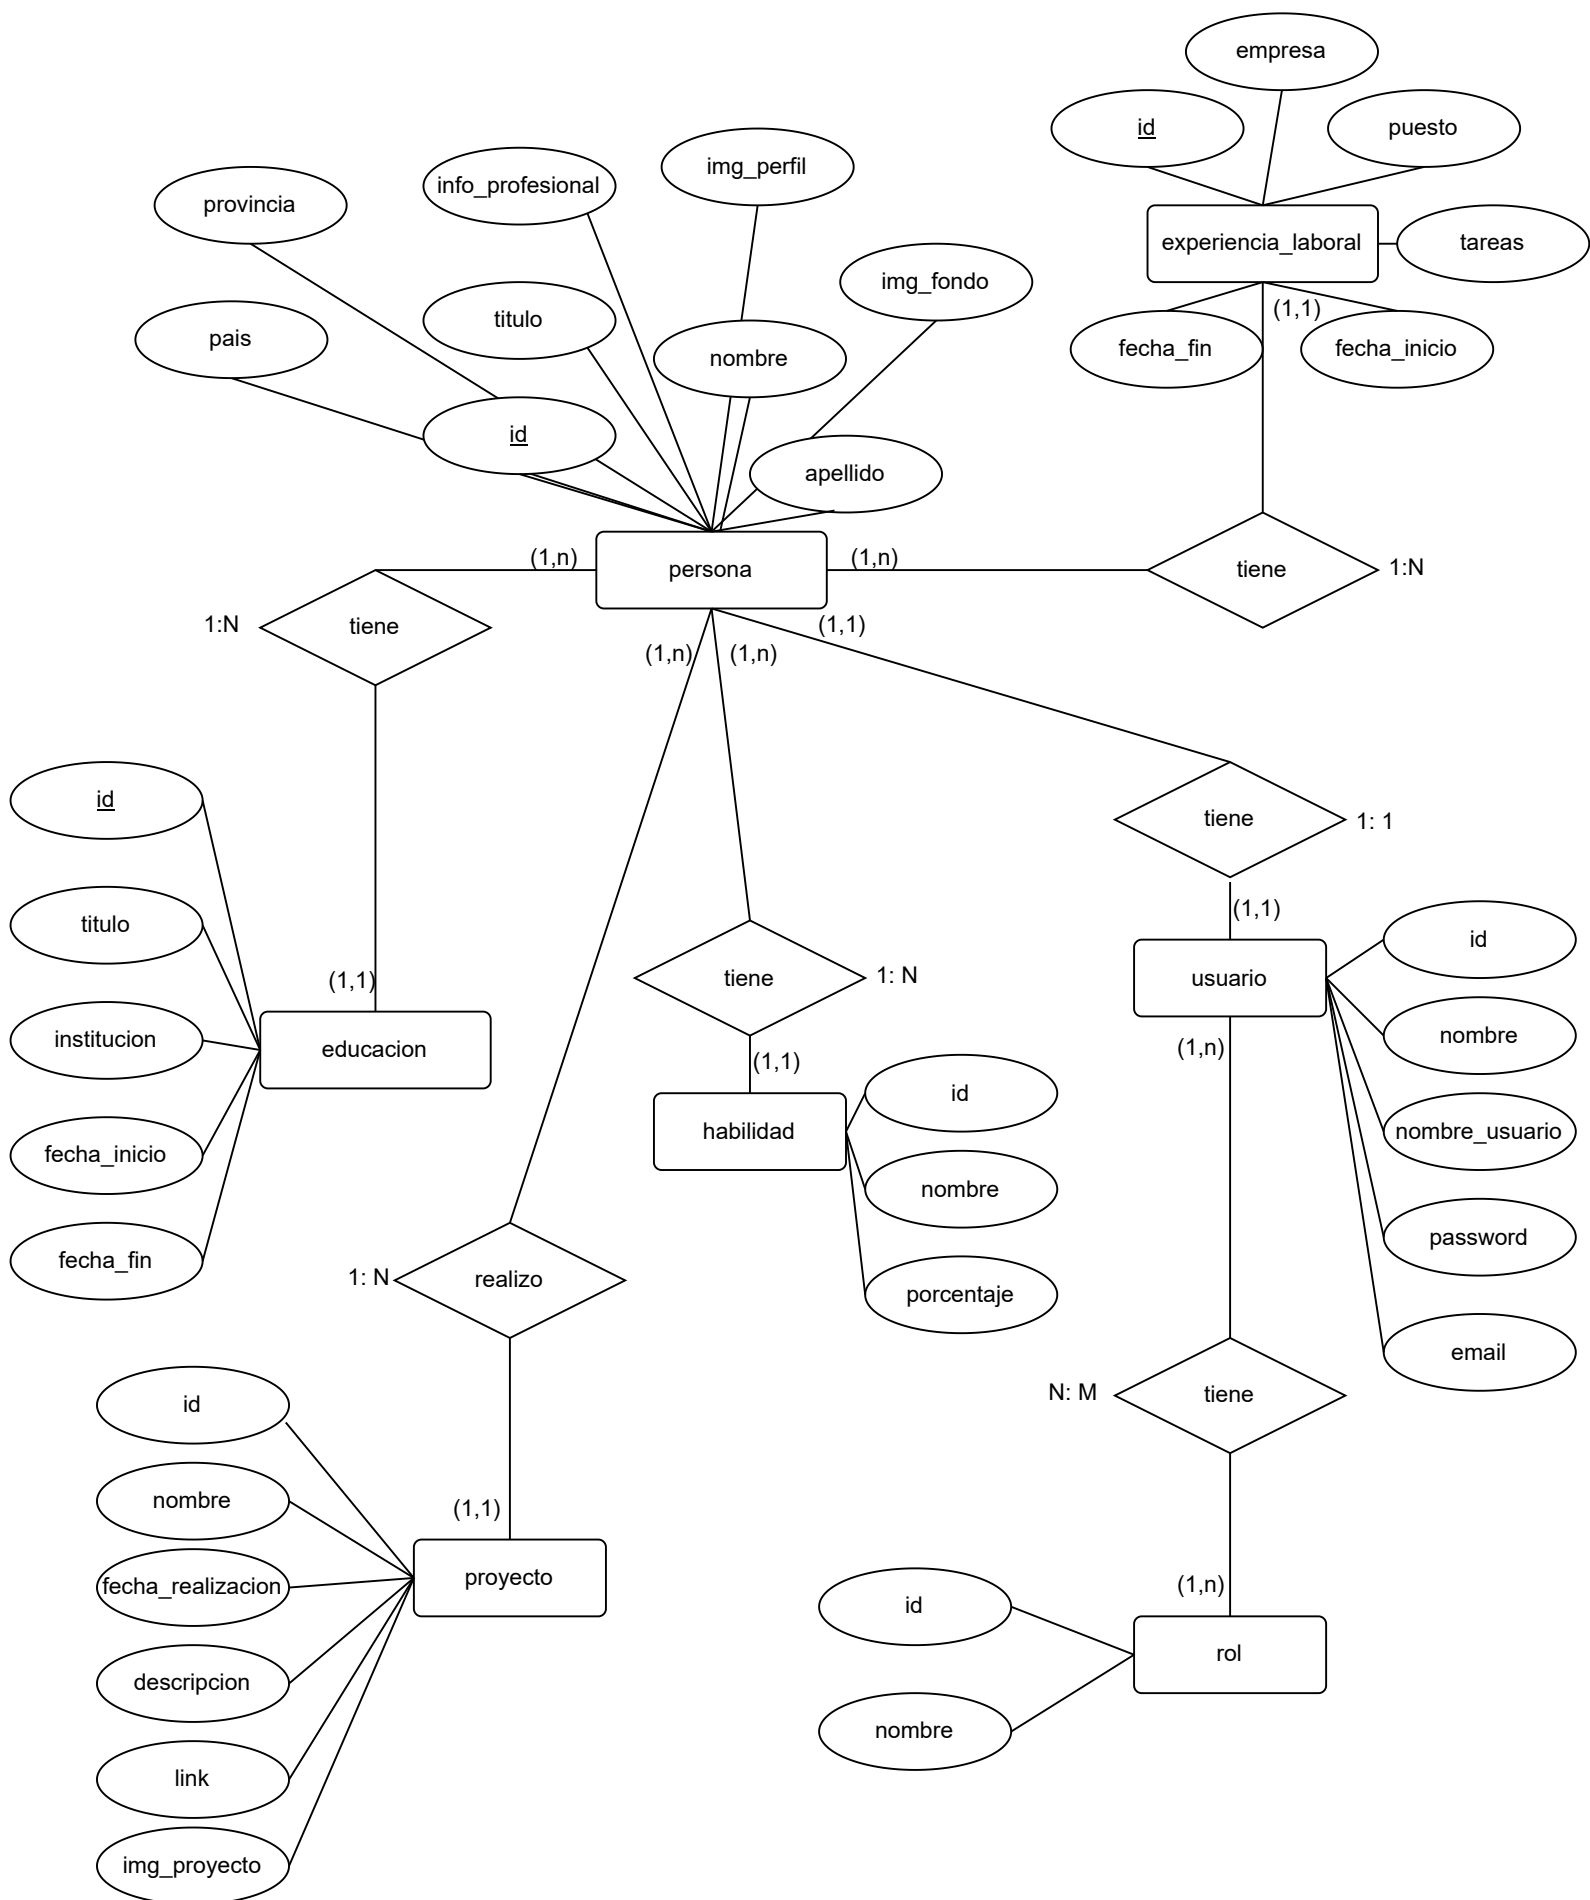 empresa
id
puesto
img_perfil
info_profesional
provincia
experiencia_laboral
tareas
img_fondo
(1,1)
titulo
pais
nombre
fecha_fin
fecha_inicio
id
apellido
(1,n)
persona
(1,n)
tiene
1:N
1:N
tiene
(1,1)
(1,n)
(1,n)
id
tiene
1: 1
(1,1)
titulo
id
(1,1)
tiene
1: N
usuario
institucion
educacion
(1,n)
nombre
(1,1)
id
habilidad
nombre_usuario
fecha_inicio
nombre
password
fecha_fin
1: N
realizo
porcentaje
email
N: M
tiene
id
nombre
(1,1)
fecha_realizacion
proyecto
(1,n)
id
rol
descripcion
nombre
link
img_proyecto